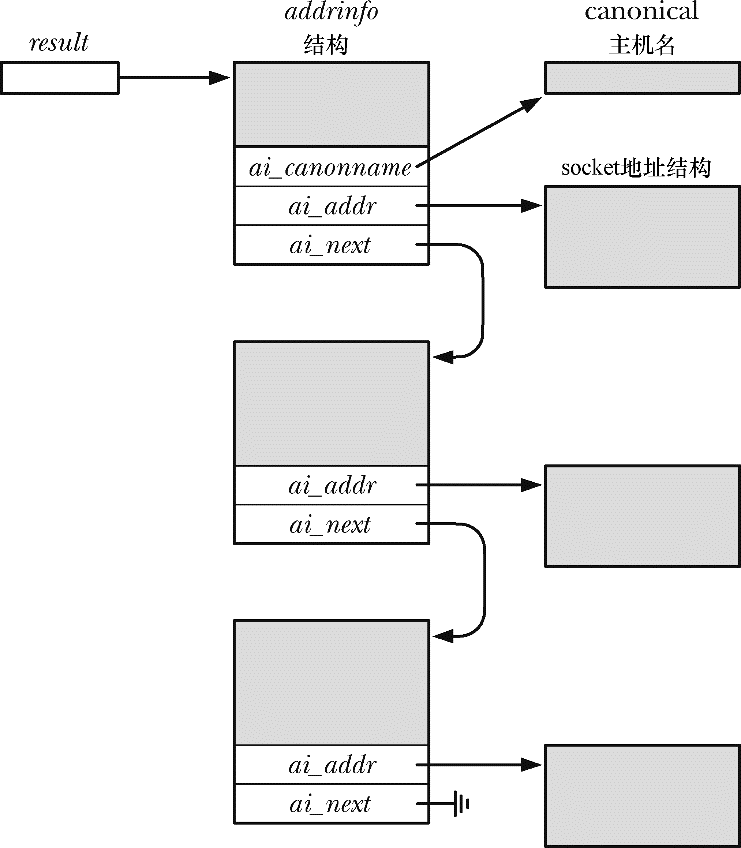 result
addrinfo
结构
canonical
主机名
ai_canonname
ai_addr
ai_next
socket地址结构
ai_addr
ai_next
ai_addr
ai_next